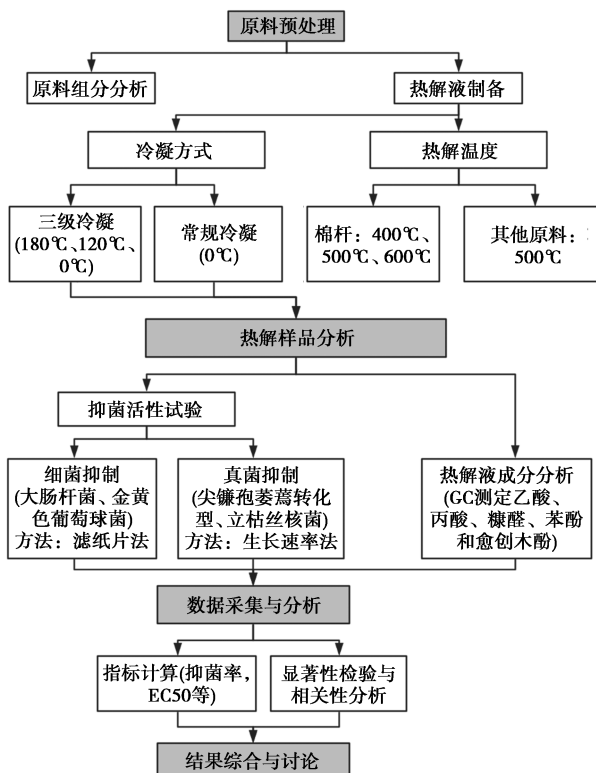 原料预处理
原料组分分析
热解液制备
冷凝方式
热解温度
三级冷凝
(180℃、120℃、
0℃)
常规冷凝
(0℃)
棉杆：400℃、
500℃、600℃
其他原料：
500℃
热解样品分析
抑菌活性试验
细菌抑制
(大肠杆菌、金黄
色葡萄球菌)
方法：滤纸片法
真菌抑制
(尖镰孢萎蔫转化
型、立枯丝核菌)
方法：生长速率法
热解液成分分析
(GC测定乙酸、
丙酸、糠醛、苯酚
和愈创木酚)
数据采集与分析
指标计算(抑菌率，
EC50等)
显著性检验与
相关性分析
结果综合与讨论